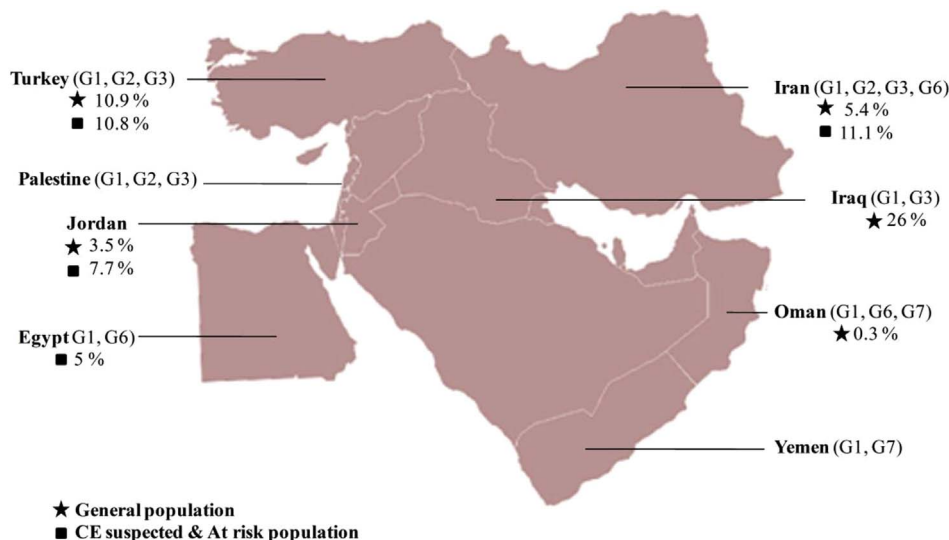 Turkey (G1, G2, G3)
★ 10.9 %
■ 10.8 %
Palestine (G1, G2, G3)
Jordan
★ 3.5 %
■ 7.7 %
Egypt G1, G6)
■ 5 %
Iran (G1, G2, G3, G6)
★ 5.4 %
■ 11.1 %
Iraq (G1, G3)
★ 26 %
Oman (G1, G6, G7)
★ 0.3 %
Yemen (G1, G7)
★ General population
■ CE suspected & At risk population